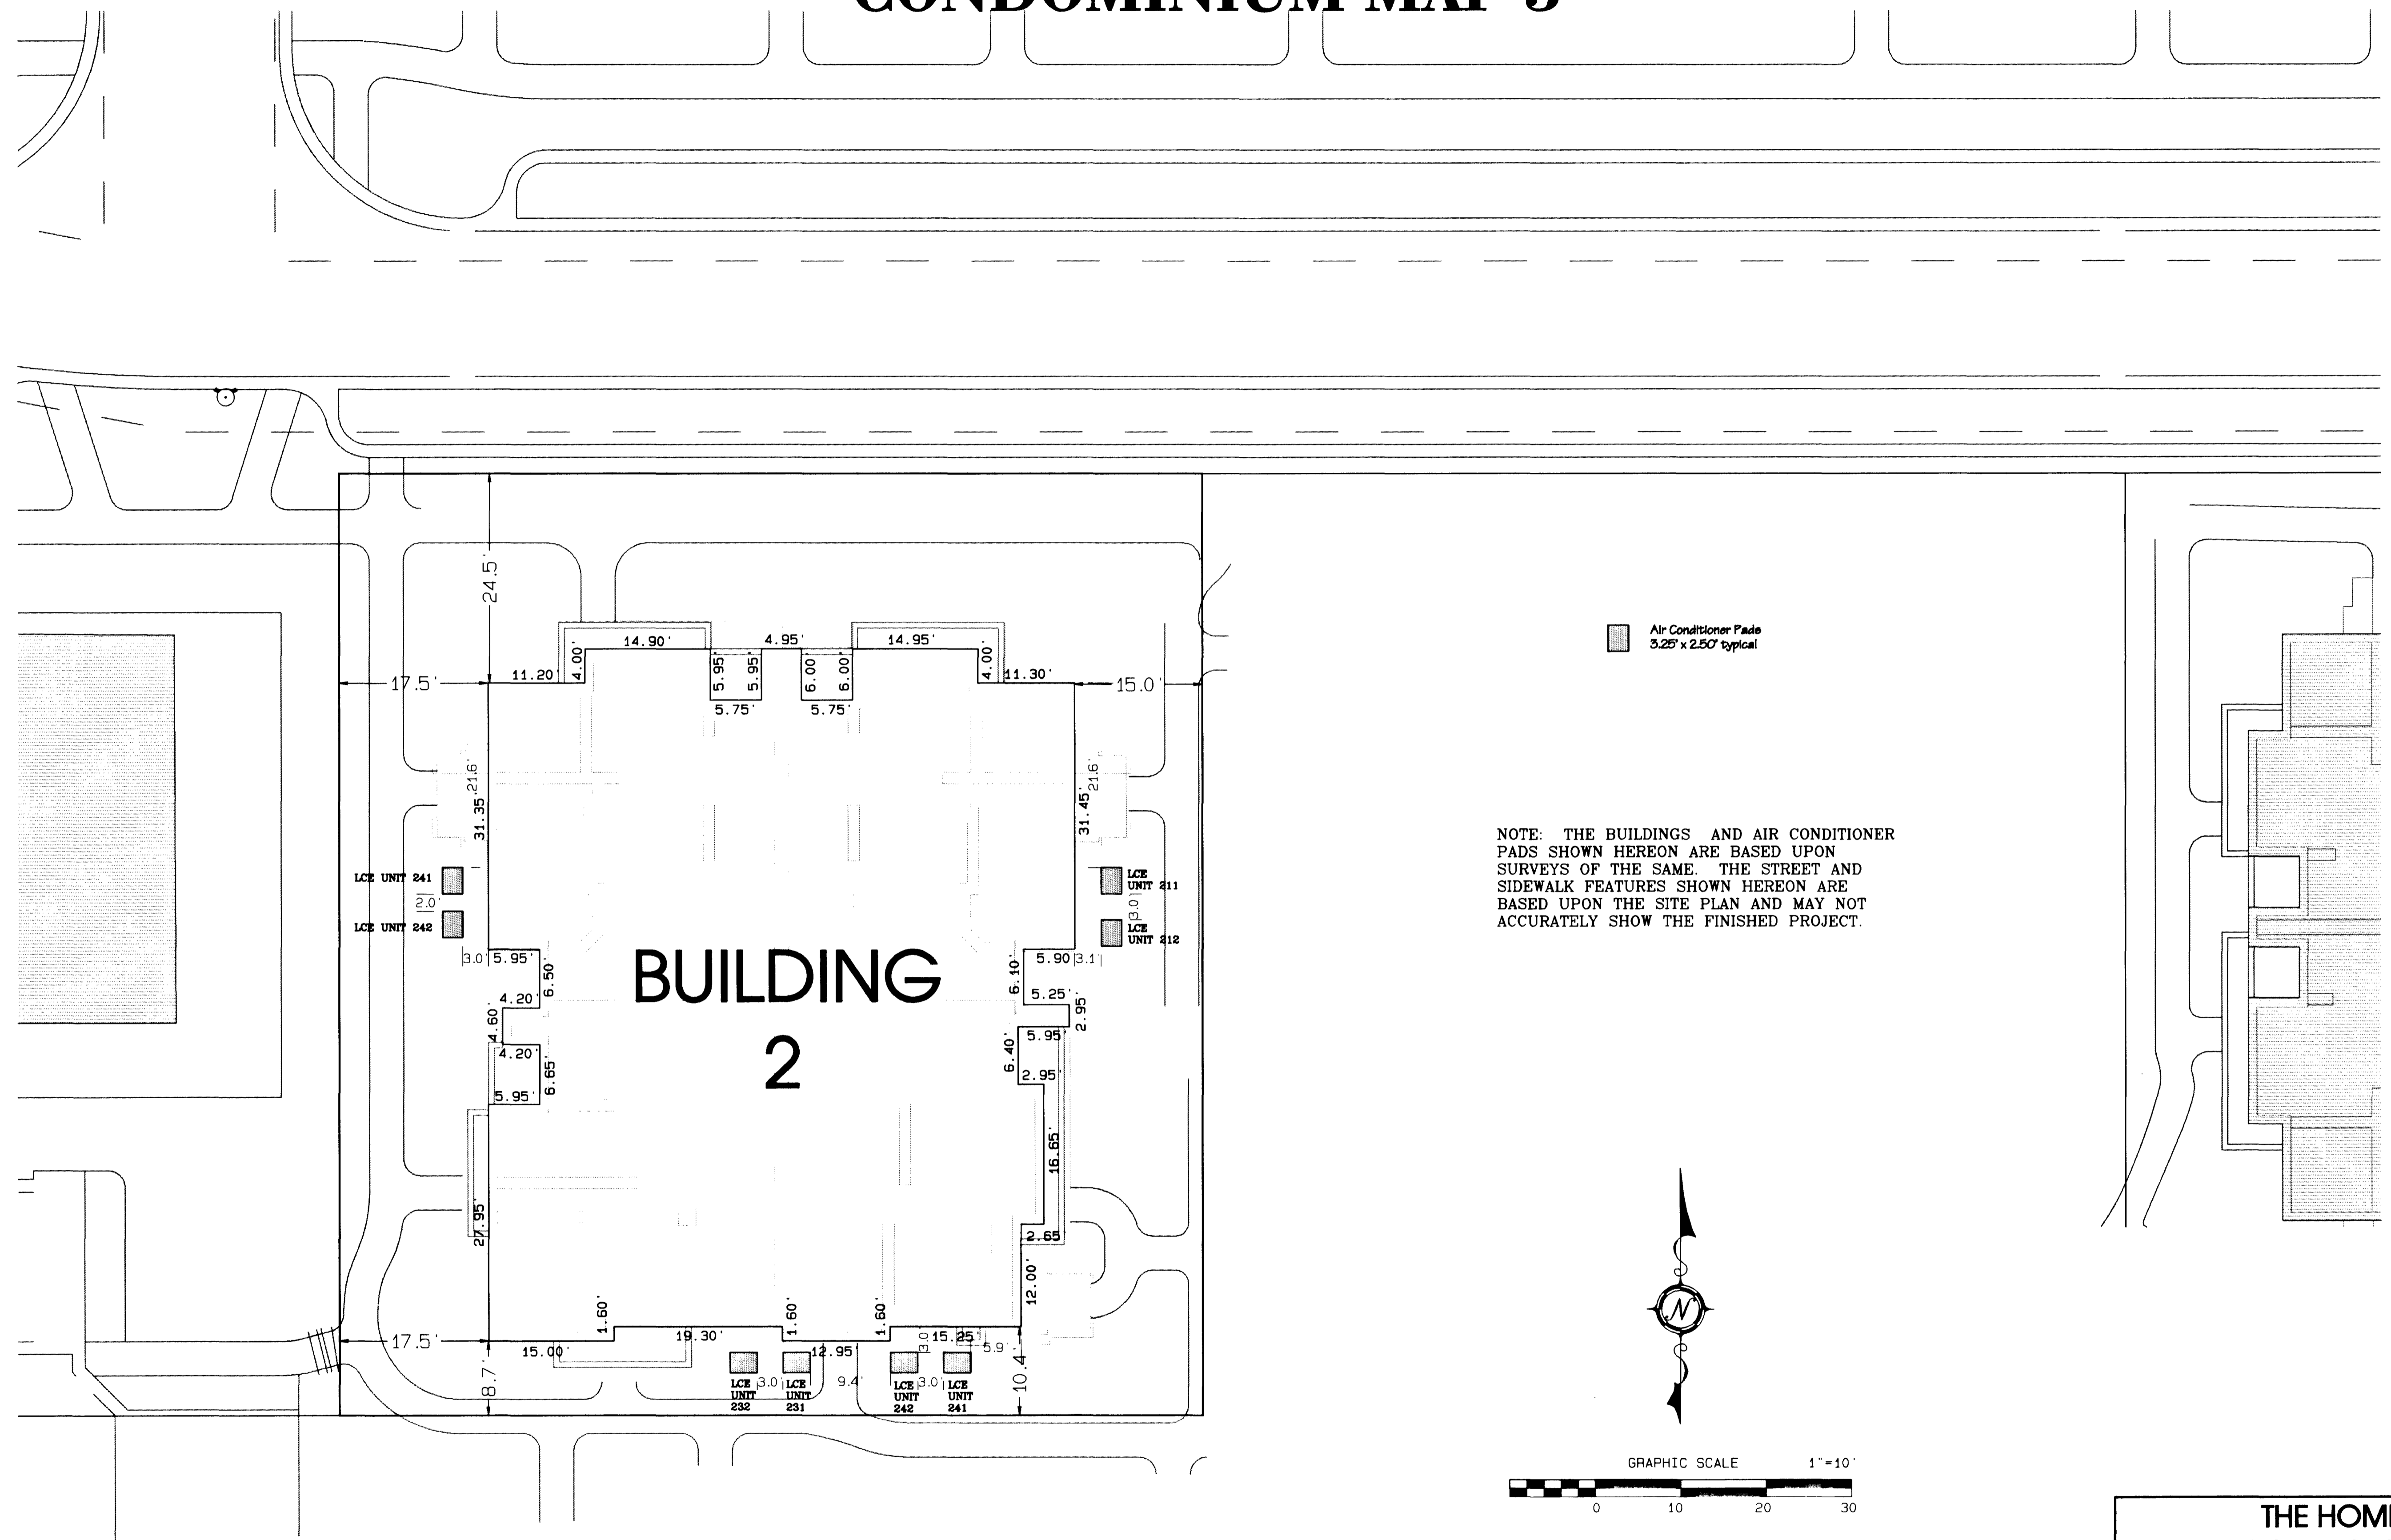 CONDOMINIUM MAP 3
24.5'
14.90'
4.95'
14.95'
11.20'
4.00'
5.95'
5.95'
6.00'
6.00'
4.00'
11.30'
17.5'
15.0'
5.75'
5.75'
Air Conditioner Pads
3.25' x 2.50' typical
21.6'
31.35'
21.6'
31.45'
NOTE: THE BUILDINGS AND AIR CONDITIONER
PADS SHOWN HEREON ARE BASED UPON
SURVEYS OF THE SAME. THE STREET AND
SIDEWALK FEATURES SHOWN HEREON ARE
BASED UPON THE SITE PLAN AND MAY NOT
ACCURATELY SHOW THE FINISHED PROJECT.
LCE UNIT 241
2.0'
LCE UNIT 242
LCE
UNIT 211
3.0'
LCE
UNIT 212
3.0'
5.95'
6.50'
4.20'
4.60'
4.20'
6.65'
5.95'
BUILDING
2
6.10'
5.90'
3.1'
5.25'
2.95'
5.95'
6.40'
2.95'
16.65'
27.95'
2.65'
12.00'
1.60'
1.60'
1.60'
17.5'
19.30'
3.0'
15.25'
15.00'
12.95'
5.9'
8.7'
10.4'
LCE
UNIT
232
3.0'
LCE
UNIT
231
9.4'
LCE
UNIT
242
3.0'
LCE
UNIT
241
N
GRAPHIC SCALE 1"=10'
0 10 20 30
THE HOM